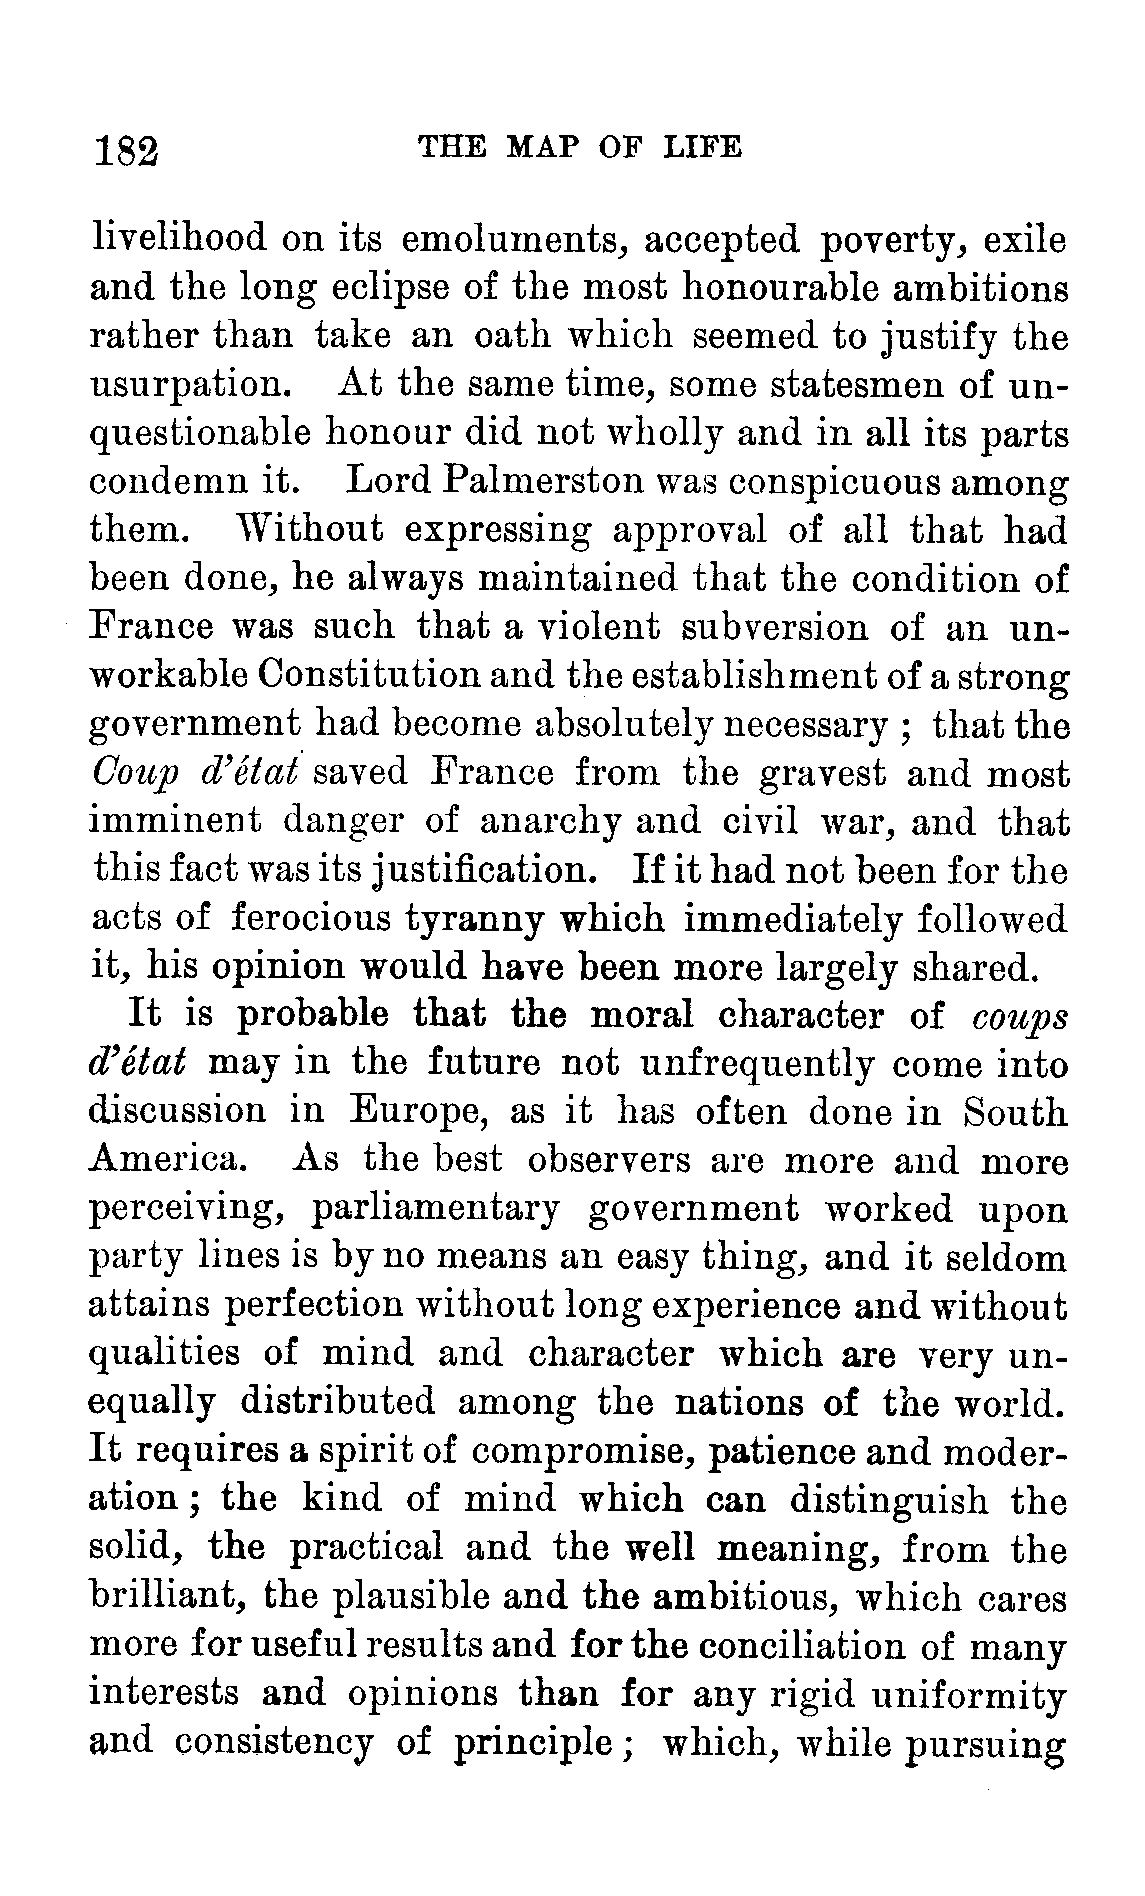 182 THE MAP OF LIFE
livelihood on its emoluments, accepted poverty, exile
and the long eclipse of the most honourable ambitions
rather than take an oath which seemed to justify the
usurpation. At the same time, some statesmen of un-
questionable honour did not wholly and in all its parts
condemn it. Lord Palmerston was conspicuous among
them. Without expressing approval of all that had
been done, he always maintained that the condition of
France was such that a violent subversion of an un-
workable Constitution and the establishment of a strong
government had become absolutely necessary ; that the
Coup d'état saved France from the gravest and most
imminent danger of anarchy and civil war, and that
this fact was its justification. If it had not been for the
acts of ferocious tyranny which immediately followed
it, his opinion would have been more largely shared.
It is probable that the moral character of coups
d'état may in the future not unfrequently come into
discussion in Europe, as it has often done in South
America. As the best observers are more and more
perceiving, parliamentary government worked upon
party lines is by no means an easy thing, and it seldom
attains perfection without long experience and without
qualities of mind and character which are very un-
equally distributed among the nations of the world.
It requires a spirit of compromise, patience and moder-
ation ; the kind of mind which can distinguish the
solid, the practical and the well meaning, from the
brilliant, the plausible and the ambitious, which cares
more for useful results and for the conciliation of many
interests and opinions than for any rigid uniformity
and consistency of principle ; which, while pursuing